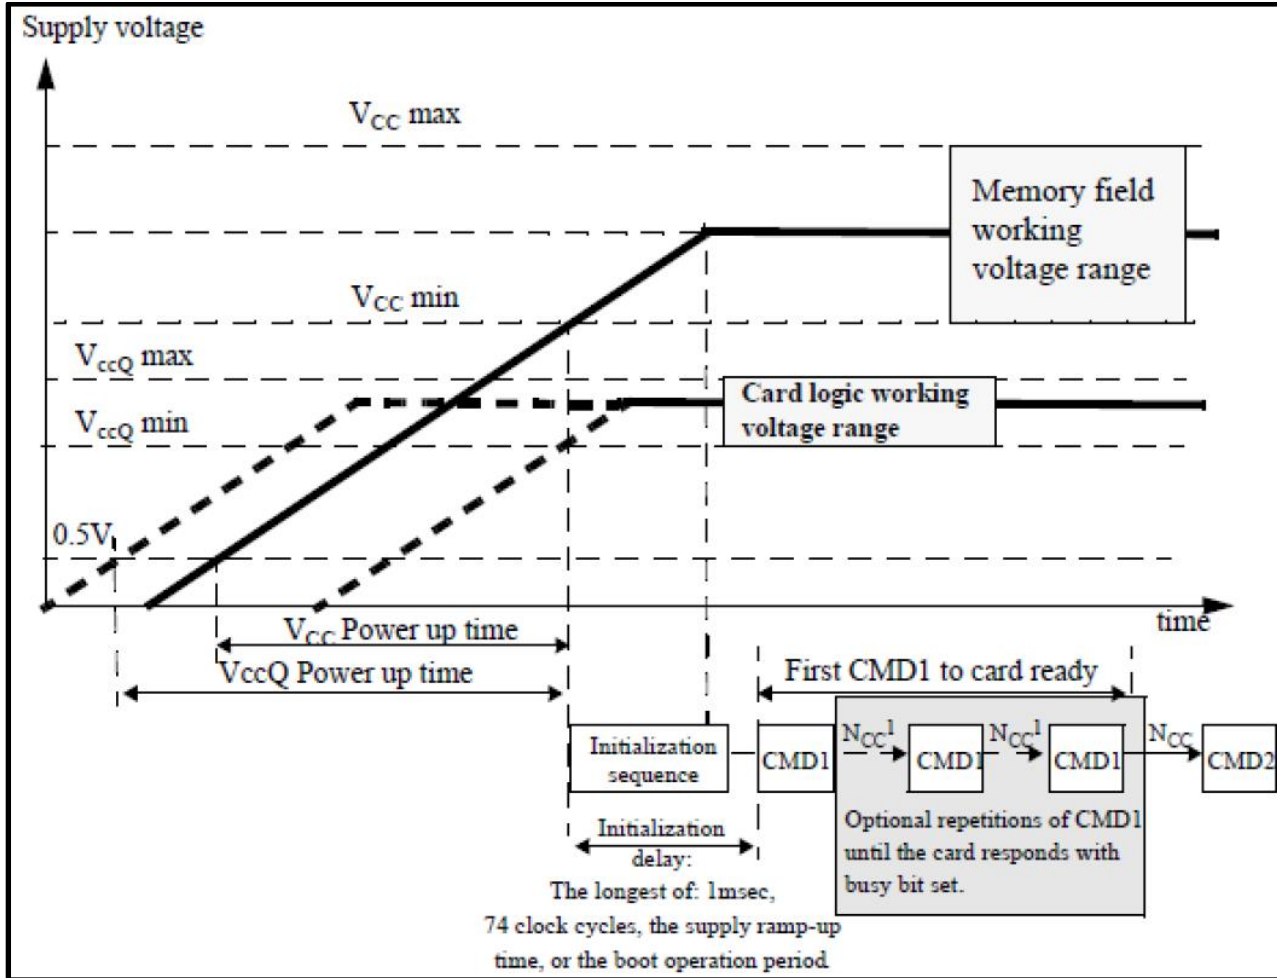 Supply voltage
VCC max
Memory field
working
voltage range
VCC min
VccQ max
Card logic working
voltage range
VccQ min
0.5V
time
VCC Power up time
VccQ Power up time
First CMD1 to card ready
Initialization
sequence
CMD1
NCC1
CMD1
NCC1
CMD1
NCC
CMD2
Optional repetitions of CMD1
until the card responds with
busy bit set.
Initialization
delay:
The longest of: 1msec,
74 clock cycles, the supply ramp-up
time, or the boot operation period